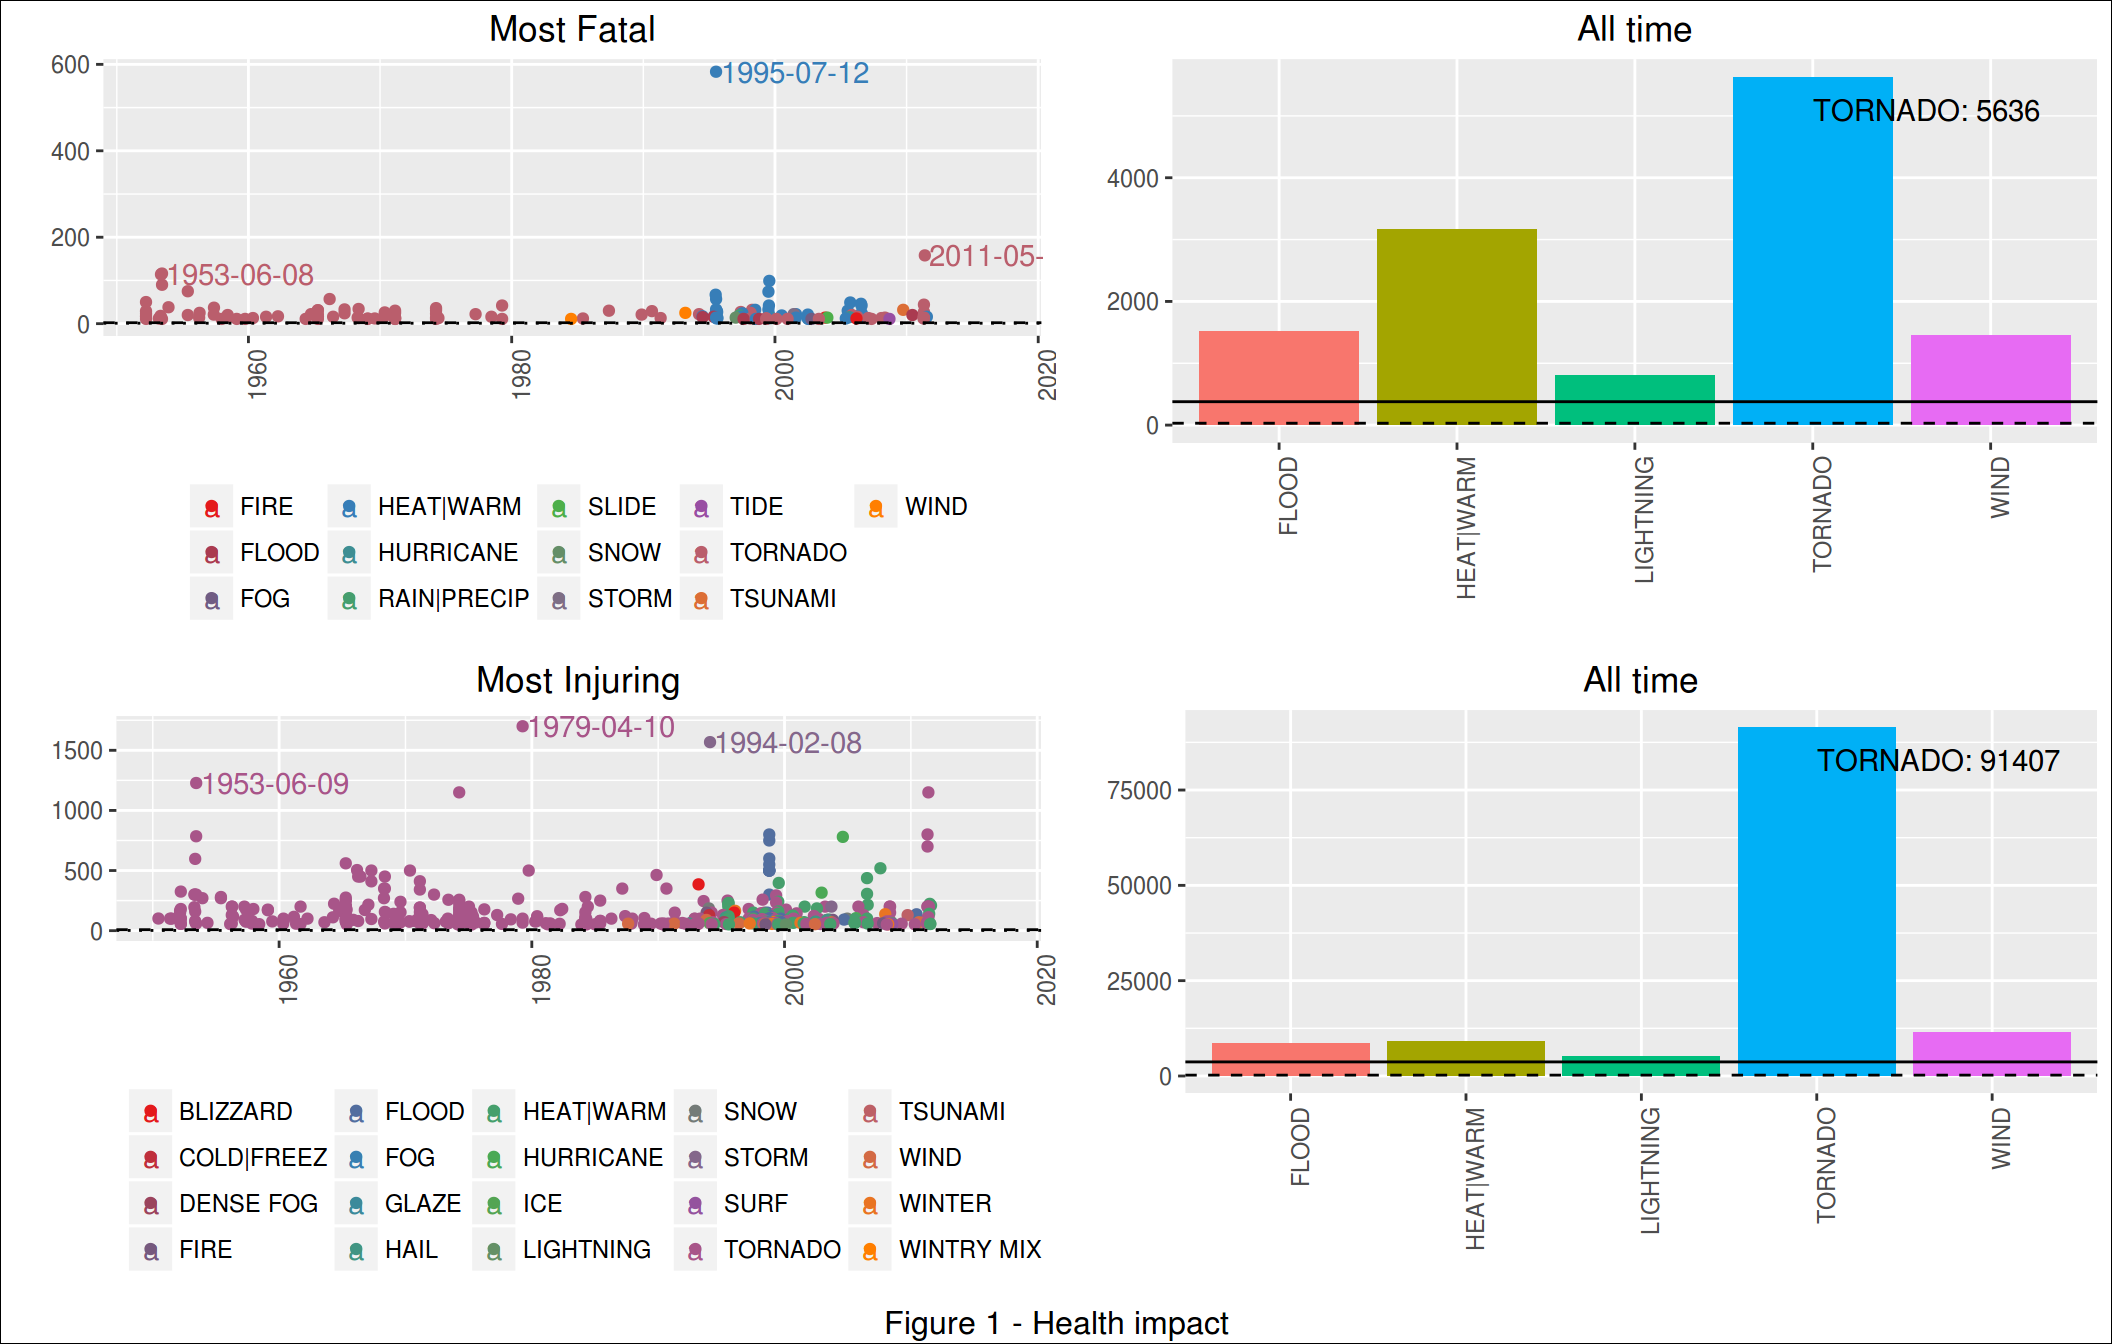 Most Fatal
600
400
200
0
1995-07-12
1953-06-08
2011-05-
1960
1980
2000
2020
a FIRE a HEAT|WARM a SLIDE a TIDE a WIND
a FLOOD a HURRICANE a SNOW a TORNADO
a FOG a RAIN|PRECIP a STORM a TSUNAMI
All time
TORNADO: 5636
4000
2000
0
FLOOD
HEAT|WARM
LIGHTNING
TORNADO
WIND
Most Injuring
1500
1000
500
0
1979-04-10
1994-02-08
1953-06-09
1960
1980
2000
2020
a BLIZZARD a FLOOD a HEAT|WARM a SNOW a TSUNAMI
a COLD|FREEZ a FOG a HURRICANE a STORM a WIND
a DENSE FOG a GLAZE a ICE a SURF a WINTER
a FIRE a HAIL a LIGHTNING a TORNADO a WINTRY MIX
All time
TORNADO: 91407
75000
50000
25000
0
FLOOD
HEAT|WARM
LIGHTNING
TORNADO
WIND
Figure 1 - Health impact